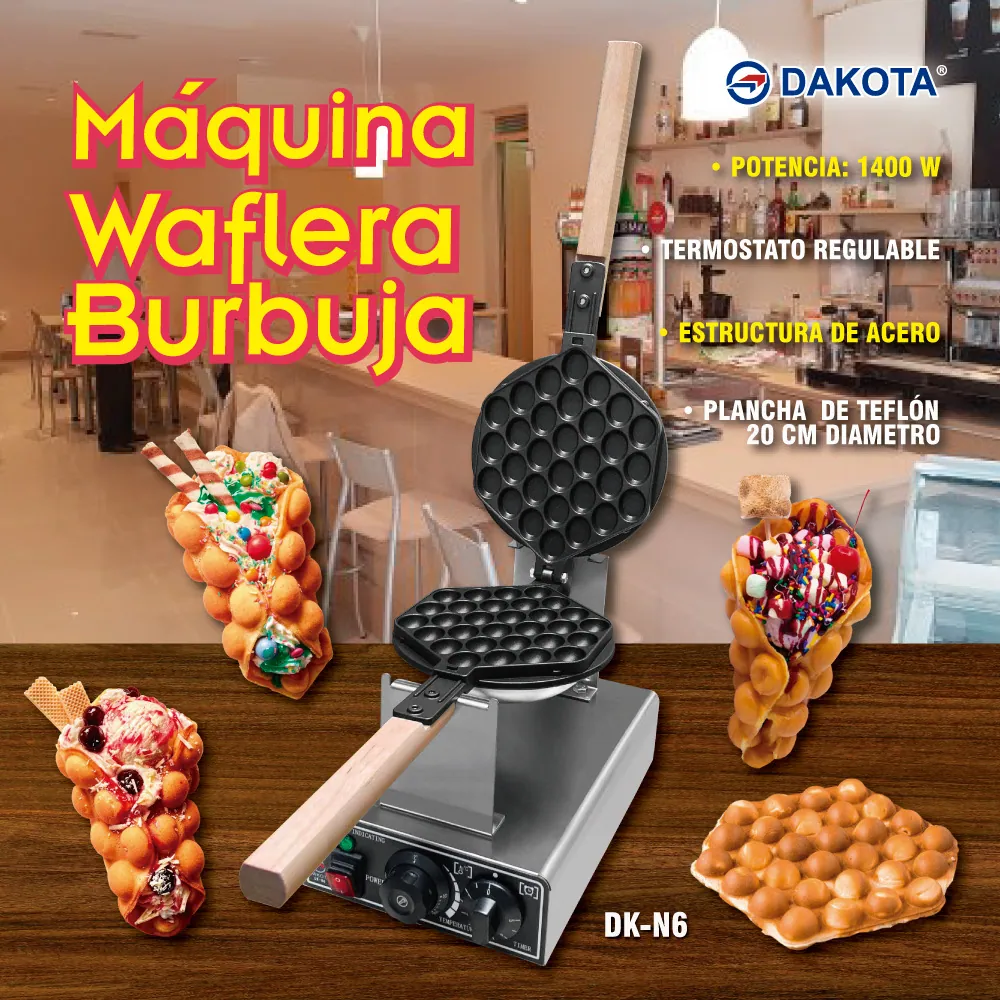 Máquina
Waflera
Burbuja
DAKOTA®
• POTENCIA: 1400 W
• TERMOSTATO REGULABLE
• ESTRUCTURA DE ACERO
• PLANCHA DE TEFLÓN
20 CM DIAMETRO
INDICATING
POWER
TIMER
DK-N6